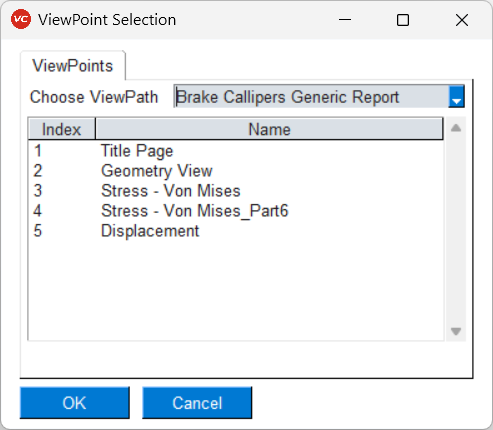 VC ViewPoint Selection
ViewPoints
Choose ViewPath Brake Callipers Generic Report
Index Name
1 Title Page
2 Geometry View
3 Stress - Von Mises
4 Stress - Von Mises_Part6
5 Displacement
OK Cancel